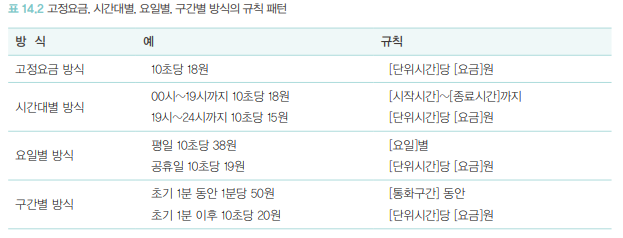 표 14.2 고정요금, 시간대별, 요일별, 구간별 방식의 규칙 패턴
방 식 예 규칙
고정요금 방식 10초당 18원 [단위시간]당 [요금]원
시간대별 방식 00시~19시까지 10초당 18원 [시작시간]~[종료시간]까지
19시~24시까지 10초당 15원 [단위시간]당 [요금]원
요일별 방식 평일 10초당 38원 [요일]별
공휴일 10초당 19원 [단위시간]당 [요금]원
구간별 방식 초기 1분 동안 1분당 50원 [통화구간] 동안
초기 1분 이후 10초당 20원 [단위시간]당 [요금]원